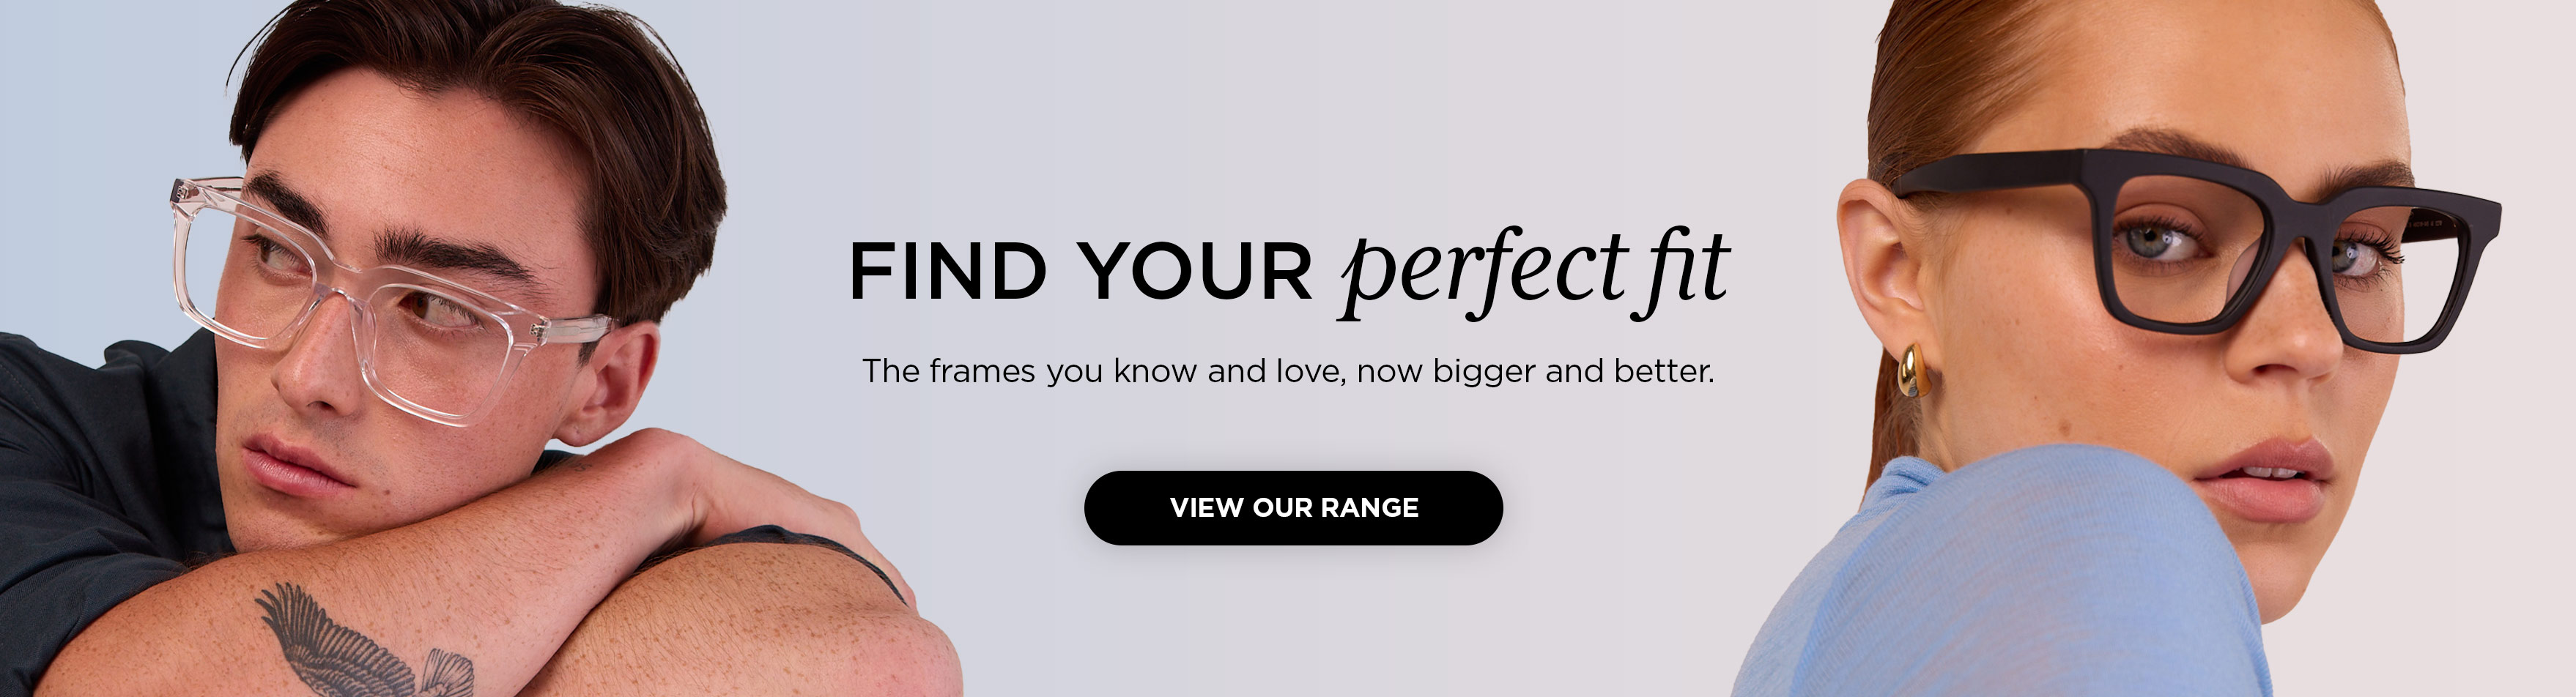 FIND YOUR perfect fit
The frames you know and love, now bigger and better.
VIEW OUR RANGE